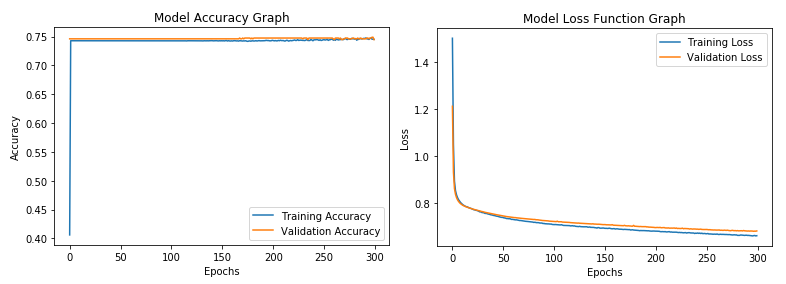 Model Accuracy Graph
0.75
0.70
0.65
0.60
0.55
0.50
0.45
0.40
Accuracy
Training Accuracy
Validation Accuracy
0 50 100 150 200 250 300
Epochs
Model Loss Function Graph
1.4
1.2
1.0
0.8
Loss
Training Loss
Validation Loss
0 50 100 150 200 250 300
Epochs